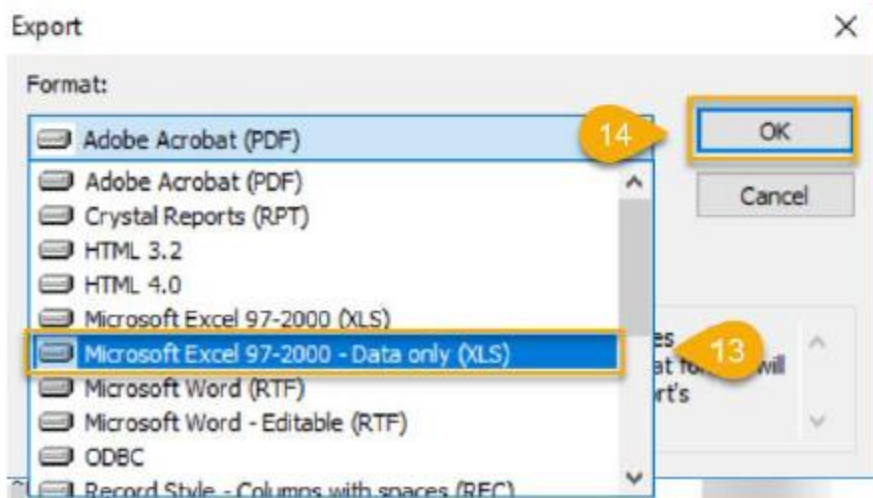 Export
Format:
Adobe Acrobat (PDF)
14
OK
Adobe Acrobat (PDF)
Cancel
Crystal Reports (RPT)
HTML 3.2
HTML 4.0
Microsoft Excel 97-2000 (XLS)
Microsoft Excel 97-2000 - Data only (XLS)
13
will
rt's
Microsoft Word (RTF)
Microsoft Word - Editable (RTF)
ODBC
Record Style - Columns with spaces (REC)